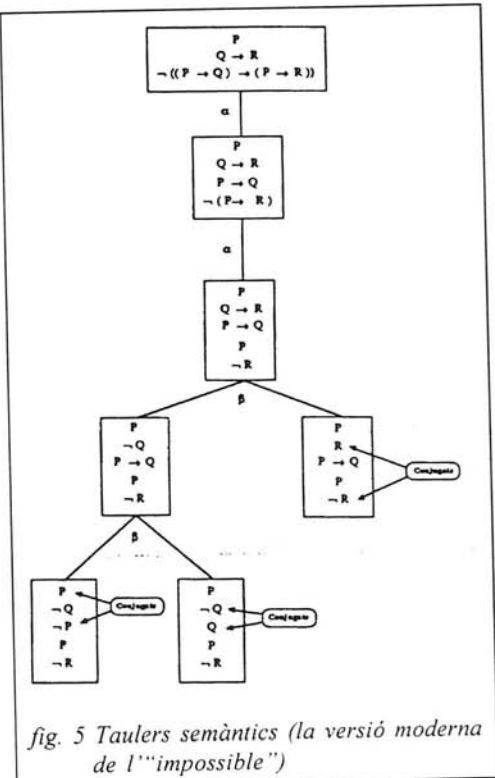 P
Q → R
¬((P → Q) → (P → R))
α
P
Q → R
P → Q
¬(P→ R)
α
P
Q → R
P → Q
P
¬R
β
P
¬Q
P → Q
P
¬R
P
R
P → Q
P
¬R
Conjugats
β
P
¬Q
¬P
P
¬R
Conjugats
P
¬Q
Q
P
¬R
Conjugats
fig. 5 Taulers semàntics (la versió moderna
de l'“impossible”)